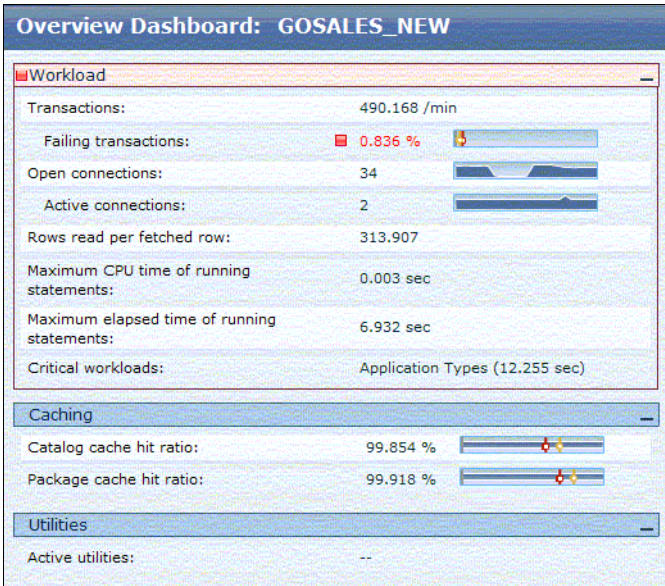 Overview Dashboard: GOSALES_NEW
Workload
Transactions: 490.168 /min
Failing transactions: 0.836 %
Open connections: 34
Active connections: 2
Rows read per fetched row: 313.907
Maximum CPU time of running
statements: 0.003 sec
Maximum elapsed time of running
statements: 6.932 sec
Critical workloads: Application Types (12.255 sec)
Caching
Catalog cache hit ratio: 99.854 %
Package cache hit ratio: 99.918 %
Utilities
Active utilities: --